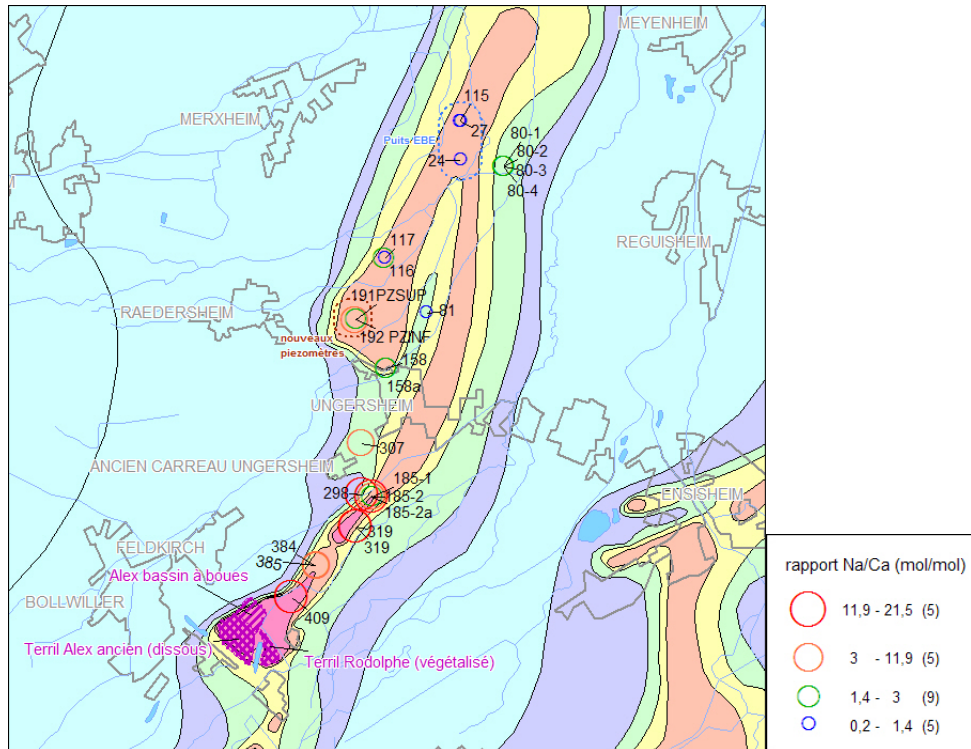 MEYENHEIM
MERXHEIM
M
115
27
Puits EBE
24
80-1
80-2
80-3
80-4
REGUISHEIM
117
116
RAEDERSHEIM
191PZSUP
81
192 PZINF
nouveaux
piezométres
158
158a
UNGERSHEIM
307
ANCIEN CARREAU UNGERSHEIM
298
185-1
185-2
185-2a
ENSISHEIM
319
319
FELDKIRCH
384
385
Alex bassin à boues
BOLLWILLER
409
Terril Alex ancien (dissous)
Terril Rodolphe (végétalisé)
rapport Na/Ca (mol/mol)
11,9 - 21,5 (5)
3 - 11,9 (5)
1,4 - 3 (9)
0,2 - 1,4 (5)